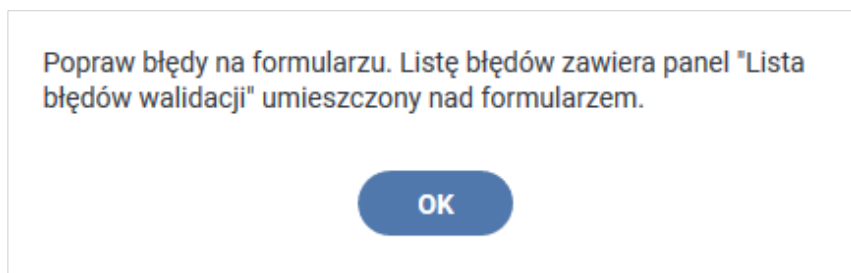 Popraw błędy na formularzu. Listę błędów zawiera panel "Lista
błędów walidacji" umieszczony nad formularzem.
OK